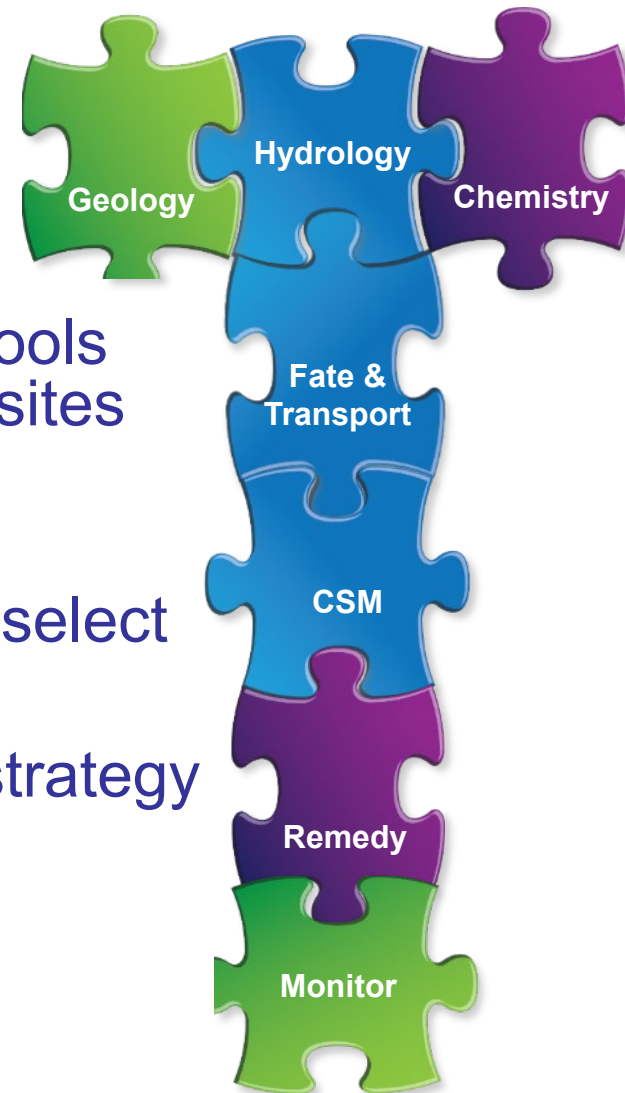 Hydrology
Geology
Chemistry
ools
sites
Fate &
Transport
CSM
select
strategy
Remedy
Monitor